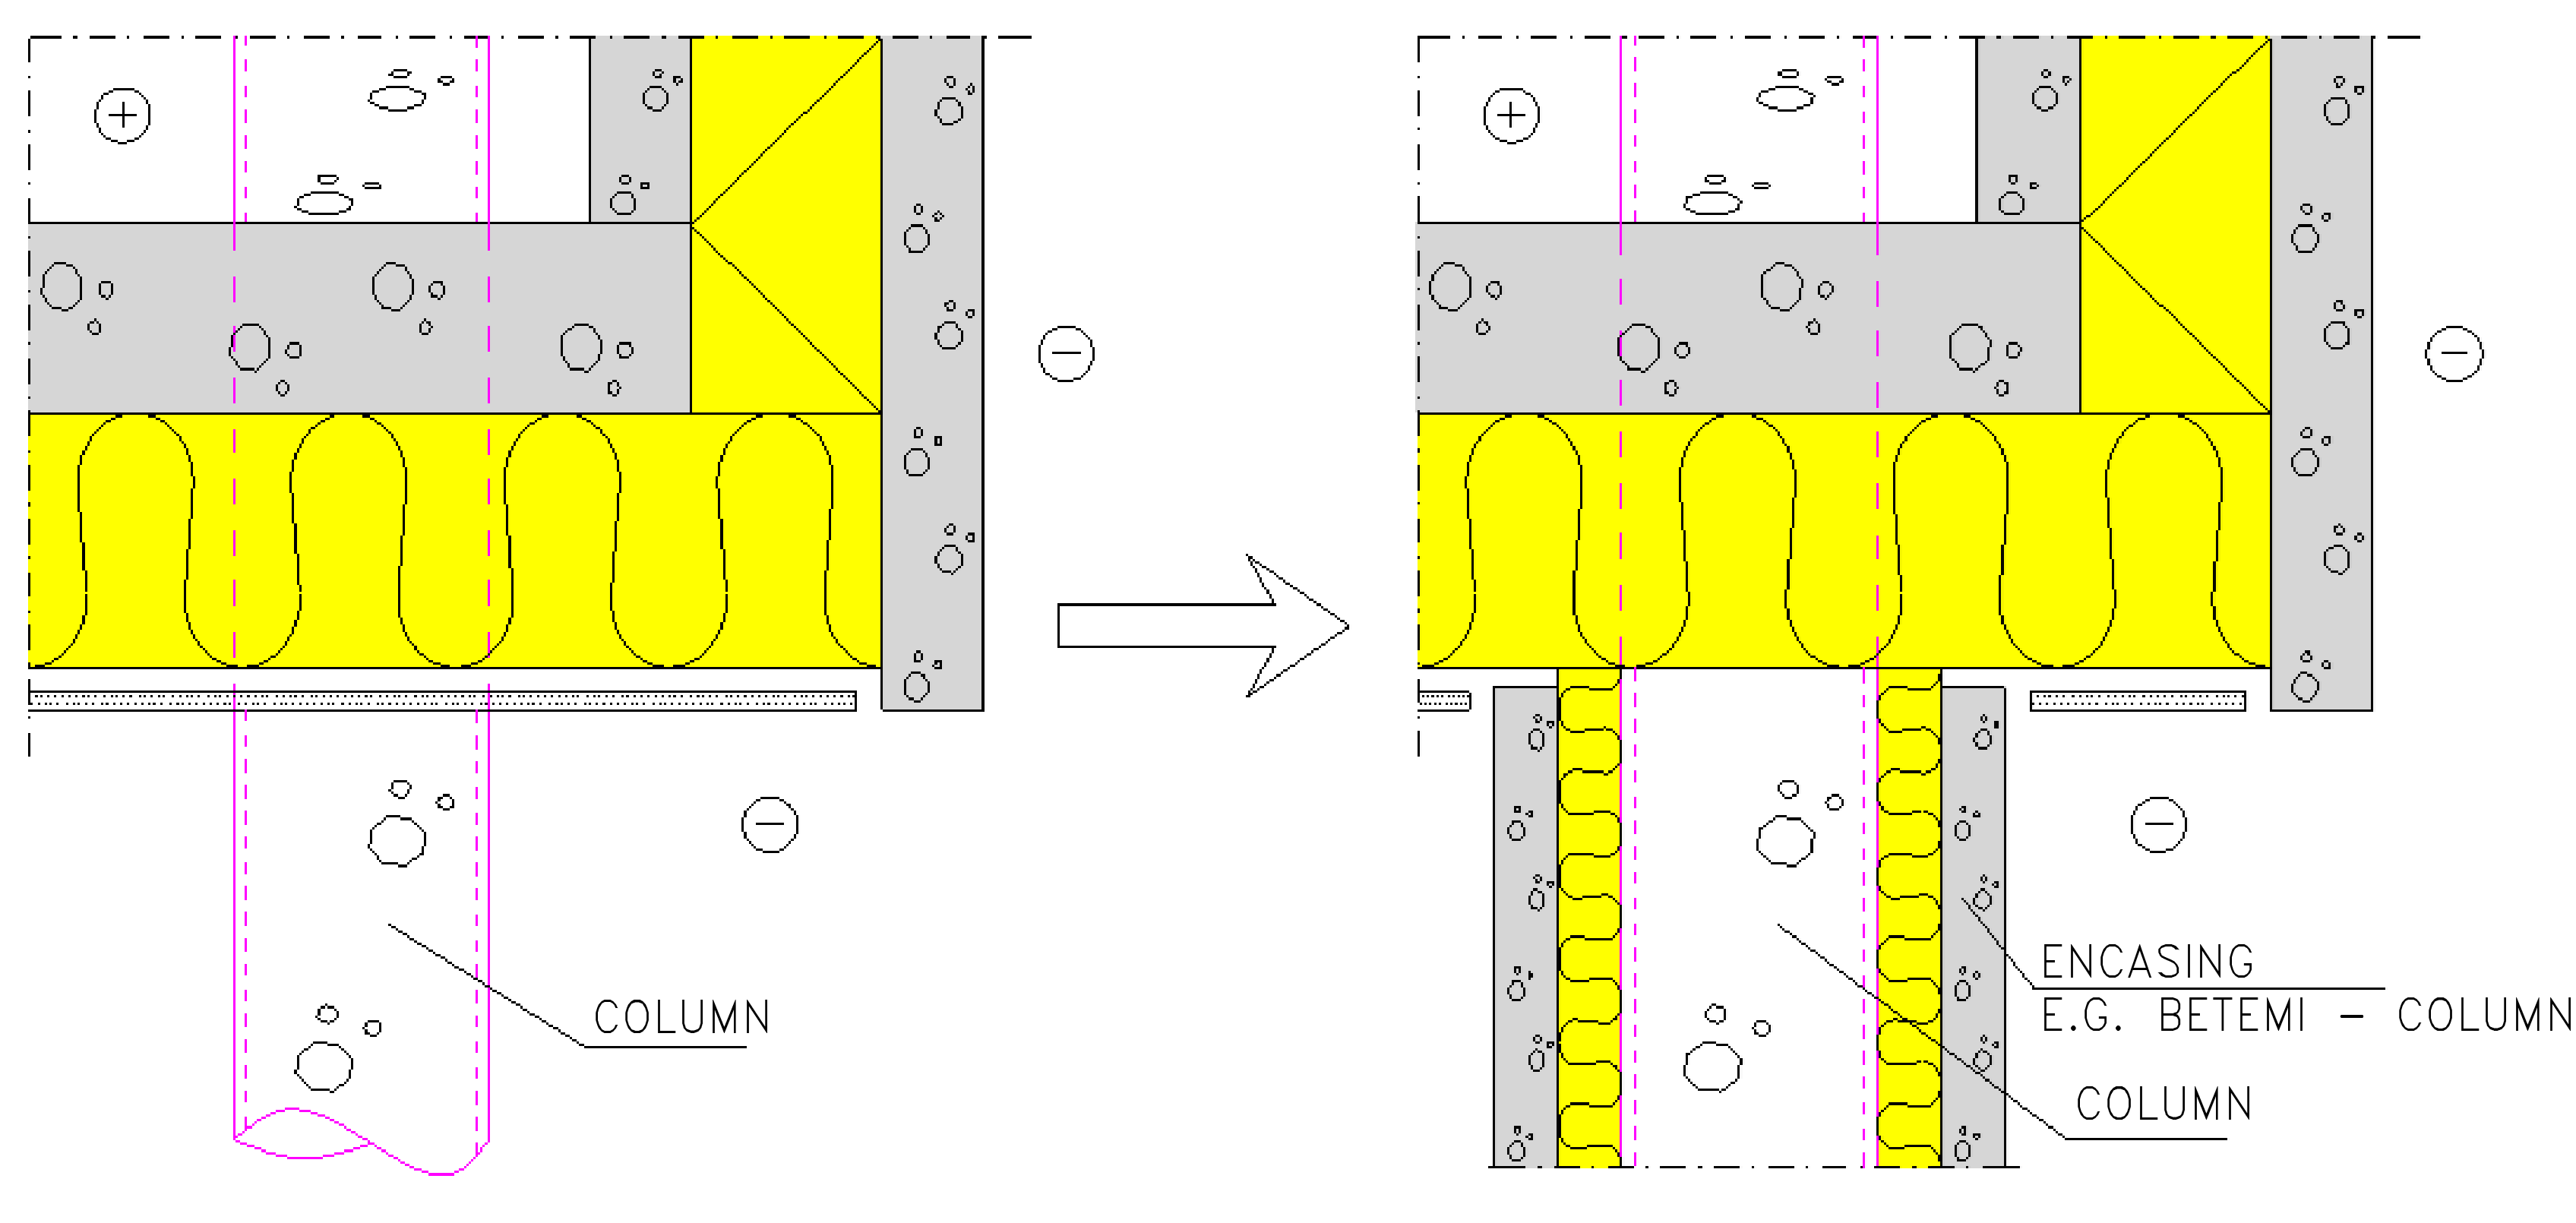 COLUMN
ENCASING
E.G. BETEMI - COLUMN
COLUMN